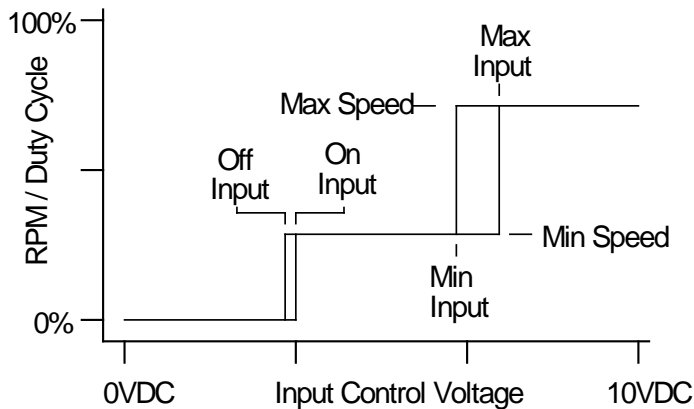 100%
Max
Input
Max Speed
Off
Input
On
Input
RPM / Duty Cycle
Min Speed
Min
Input
0%
0VDC
Input Control Voltage
10VDC